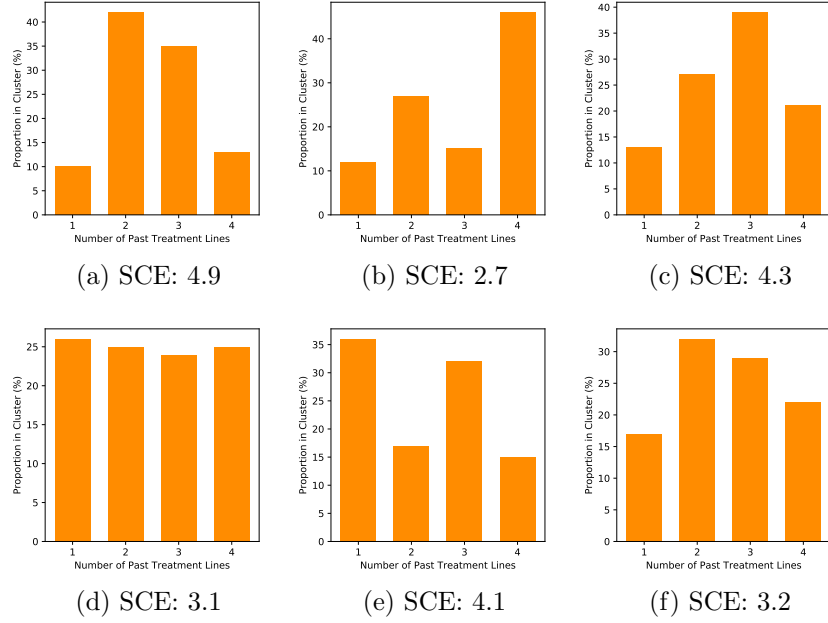 40
35
30
25
20
15
10
5
0
Proportion in Cluster (%)
1 2 3 4
Number of Past Treatment Lines
(a) SCE: 4.9
40
30
20
10
0
Proportion in Cluster (%)
1 2 3 4
Number of Past Treatment Lines
(b) SCE: 2.7
40
35
30
25
20
15
10
5
0
Proportion in Cluster (%)
1 2 3 4
Number of Past Treatment Lines
(c) SCE: 4.3
25
20
15
10
5
0
Proportion in Cluster (%)
1 2 3 4
Number of Past Treatment Lines
(d) SCE: 3.1
35
30
25
20
15
10
5
0
Proportion in Cluster (%)
1 2 3 4
Number of Past Treatment Lines
(e) SCE: 4.1
30
25
20
15
10
5
0
Proportion in Cluster (%)
1 2 3 4
Number of Past Treatment Lines
(f) SCE: 3.2